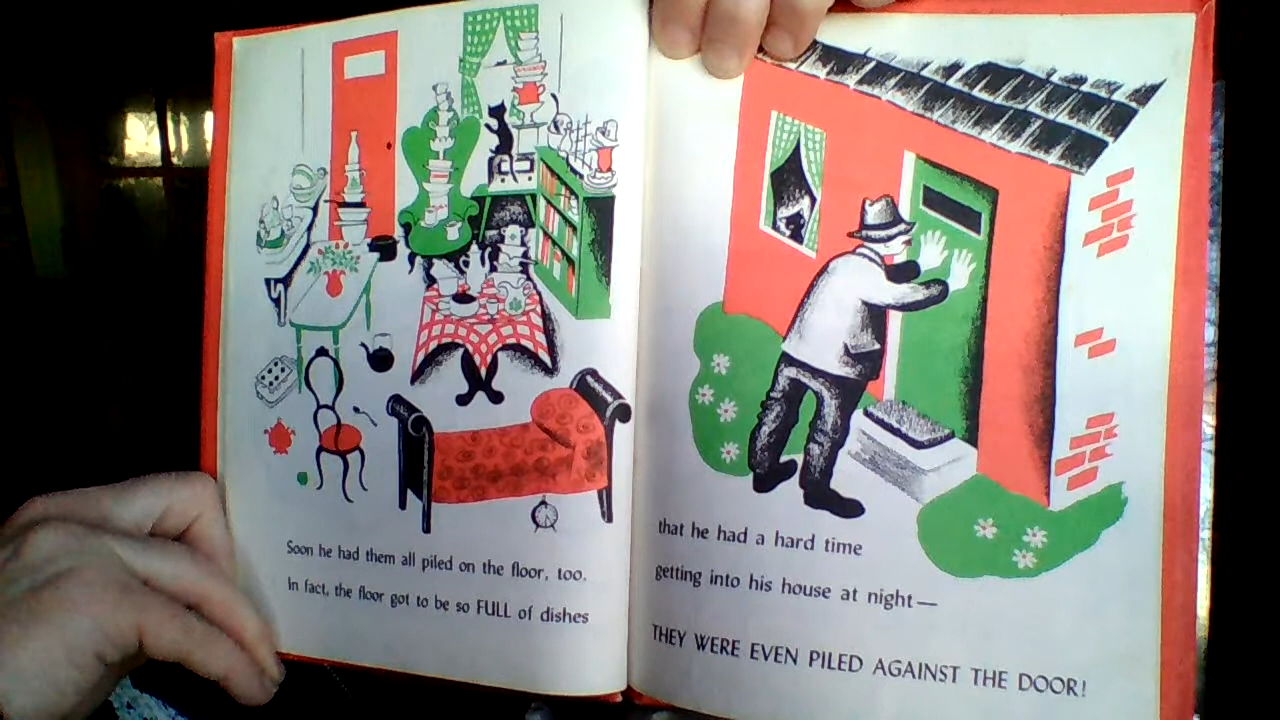 Soon he had them all piled on the floor, too.
In fact, the floor got to be so FULL of dishes
that he had a hard time
getting into his house at night—
THEY WERE EVEN PILED AGAINST THE DOOR!